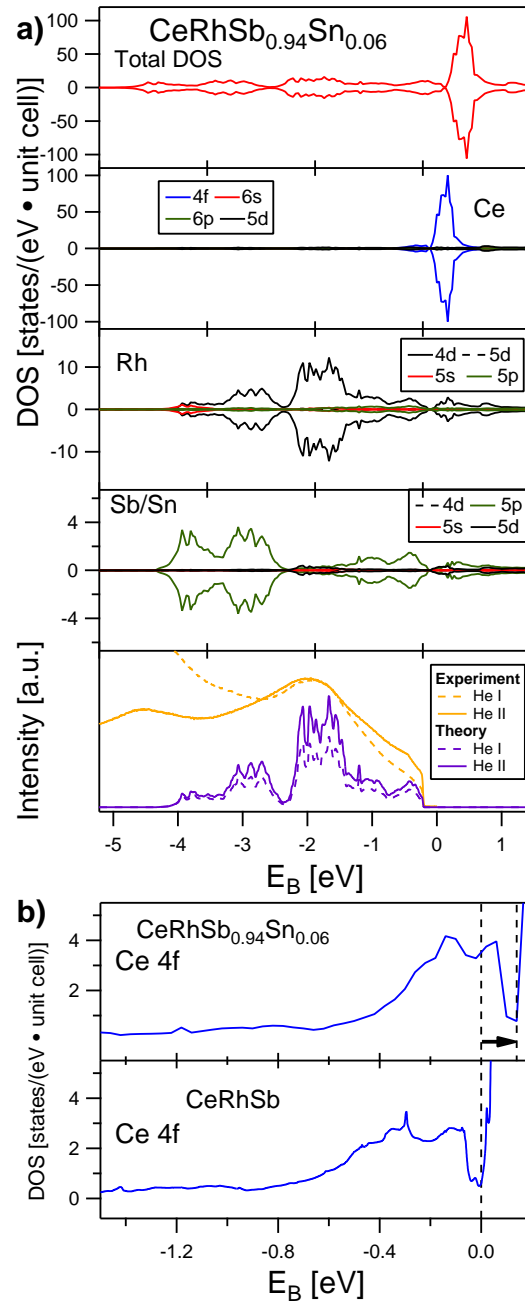 a)
CeRhSb0.94Sn0.06
Total DOS
100
50
0
-50
-100
4f 6s
6p 5d
Ce
100
50
0
-50
-100
DOS [states/(eV • unit cell)]
Rh
4d 5d
5s 5p
10
0
-10
Sb/Sn
4d 5p
5s 5d
4
0
-4
Intensity [a.u.]
Experiment
He I
He II
Theory
He I
He II
-5 -4 -3 -2 -1 0 1
EB [eV]
b)
CeRhSb0.94Sn0.06
Ce 4f
4
2
CeRhSb
Ce 4f
4
2
0
DOS [states/(eV • unit cell)]
-1.2 -0.8 -0.4 0.0
EB [eV]